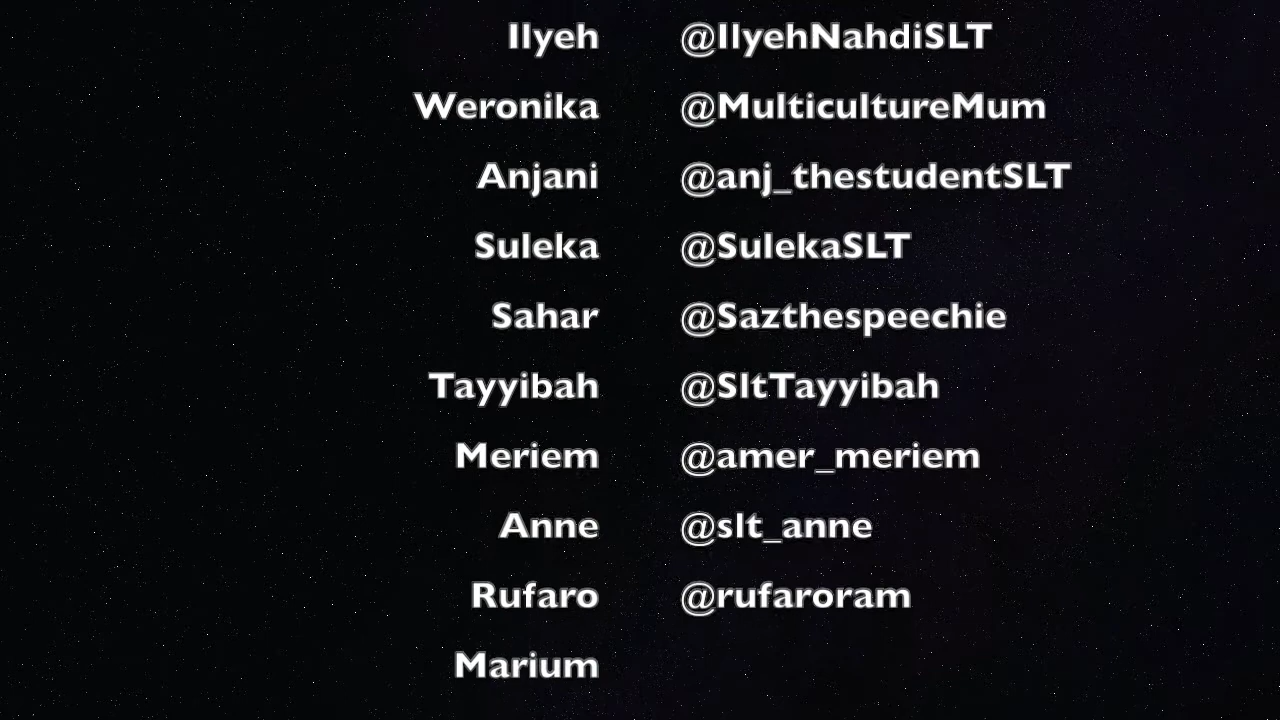 Ilyeh @IlyehNahdiSLT
Weronika @MulticultureMum
Anjani @anj_thestudentSLT
Suleka @SulekaSLT
Sahar @Sazthespeechie
Tayyibah @SltTayyibah
Meriem @amer_meriem
Anne @slt_anne
Rufaro @rufaroram
Marium